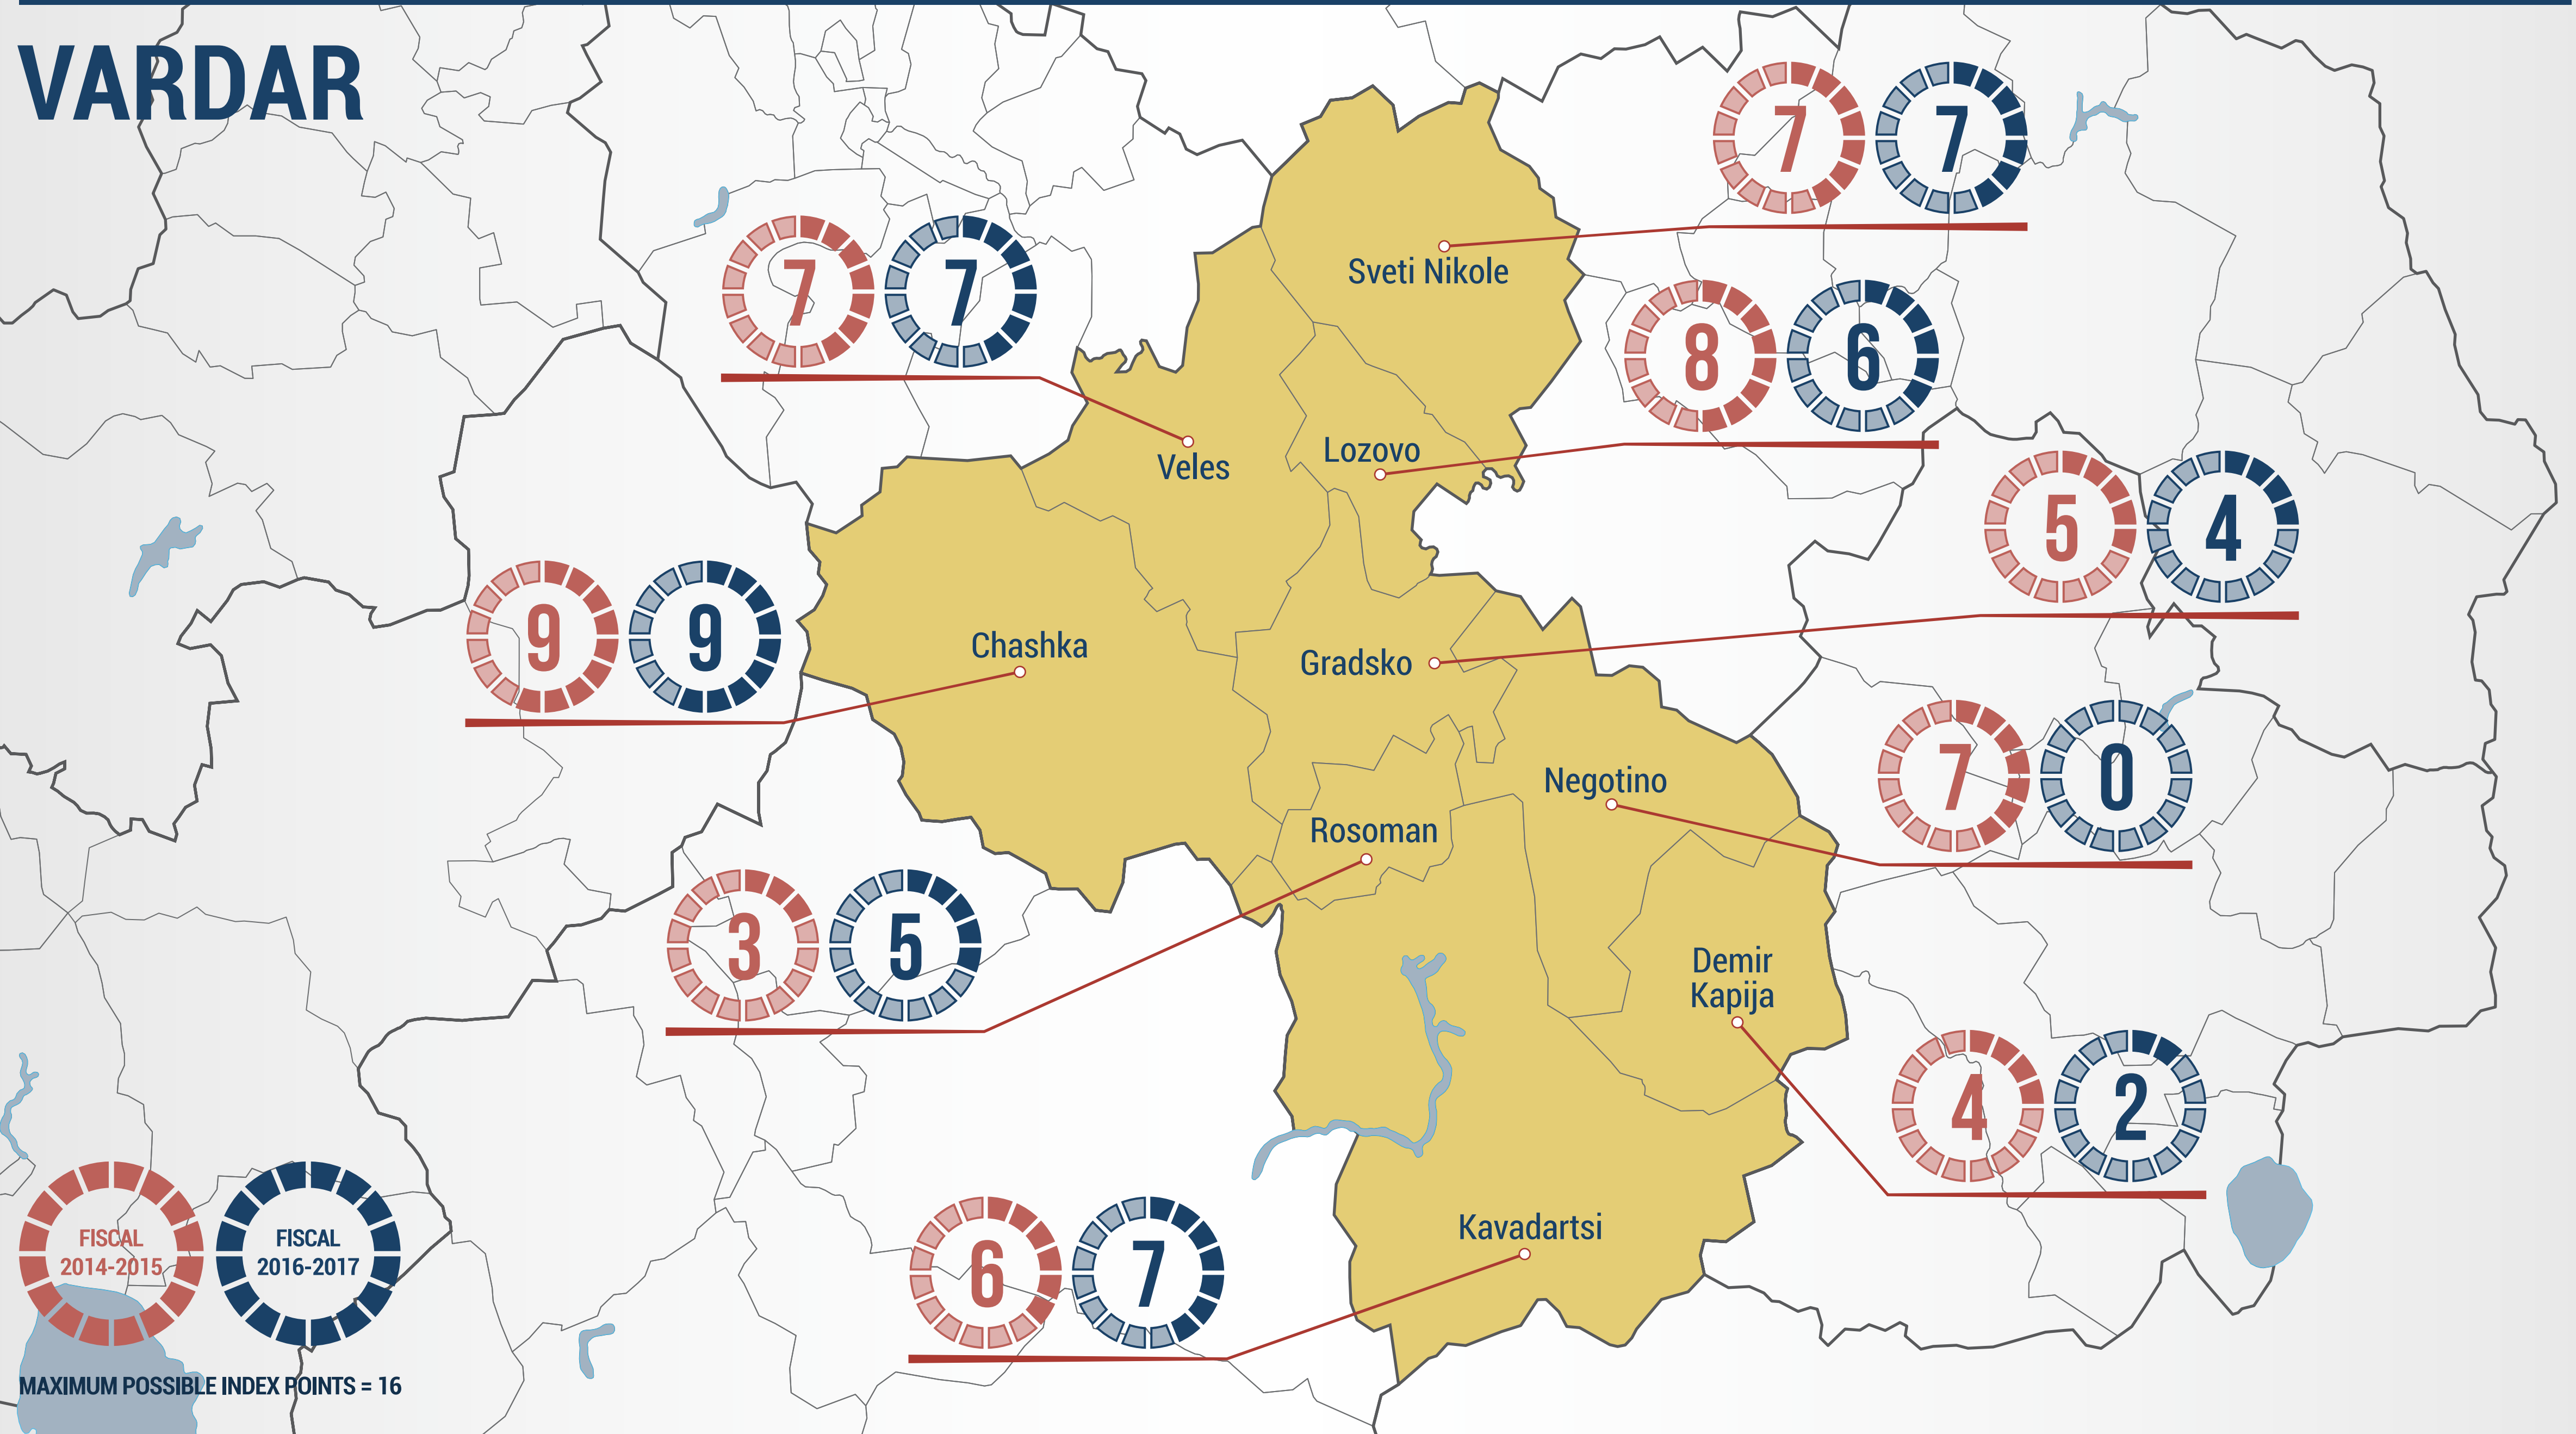 VARDAR
7 7
Sveti Nikole
7 7
Veles
8 6
Lozovo
5 4
Gradsko
9 9
Chashka
7 0
Negotino
3 5
Rosoman
4 2
Demir
Kapija
6 7
Kavadartsi
FISCAL
2014-2015
FISCAL
2016-2017
MAXIMUM POSSIBLE INDEX POINTS = 16